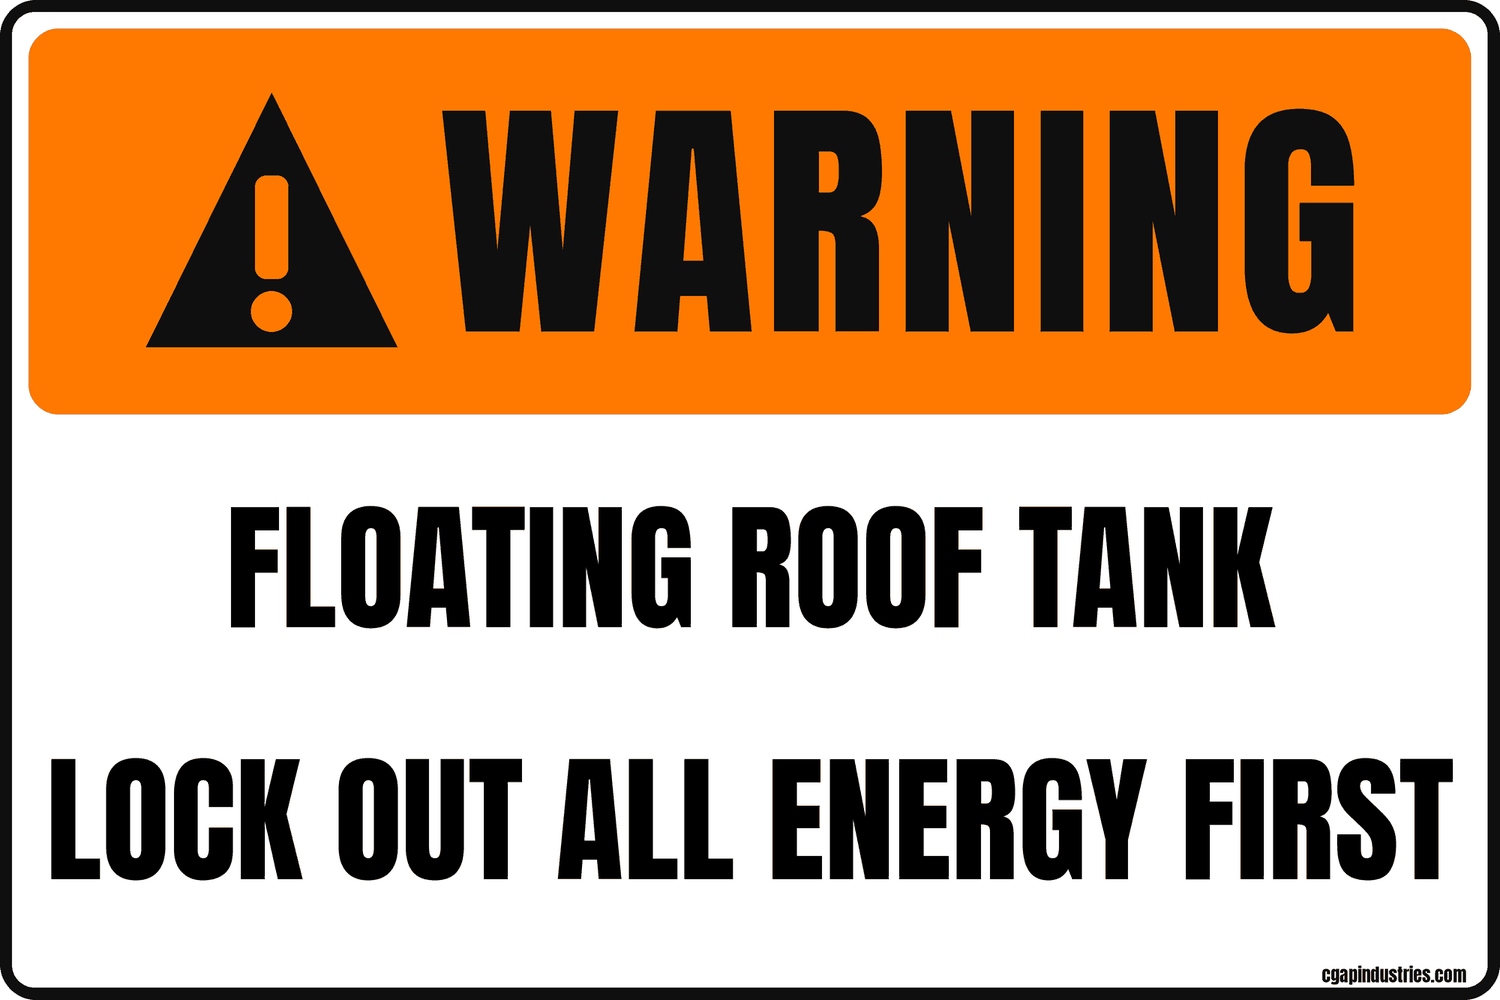 WARNING
FLOATING ROOF TANK
LOCK OUT ALL ENERGY FIRST
cgapindustries.com